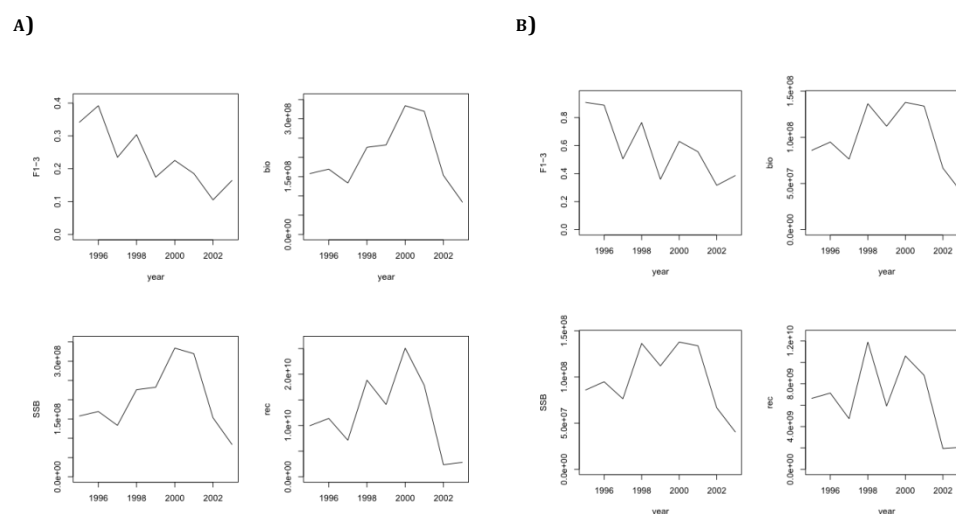 A)
B)
F1-3
0.0 0.1 0.2 0.3 0.4
1996 1998 2000 2002
year
bio
0.0e+00 1.5e+08 3.0e+08
1996 1998 2000 2002
year
F1-3
0.0 0.2 0.4 0.6 0.8
1996 1998 2000 2002
year
bio
0.0e+00 5.0e+07 1.0e+08 1.5e+08
1996 1998 2000 2002
year
SSB
0.0e+00 1.5e+08 3.0e+08
1996 1998 2000 2002
year
rec
0.0e+00 1.0e+10 2.0e+10
1996 1998 2000 2002
year
SSB
0.0e+00 5.0e+07 1.0e+08 1.5e+08
1996 1998 2000 2002
year
rec
0.0e+00 4.0e+09 8.0e+09 1.2e+10
1996 1998 2000 2002
year